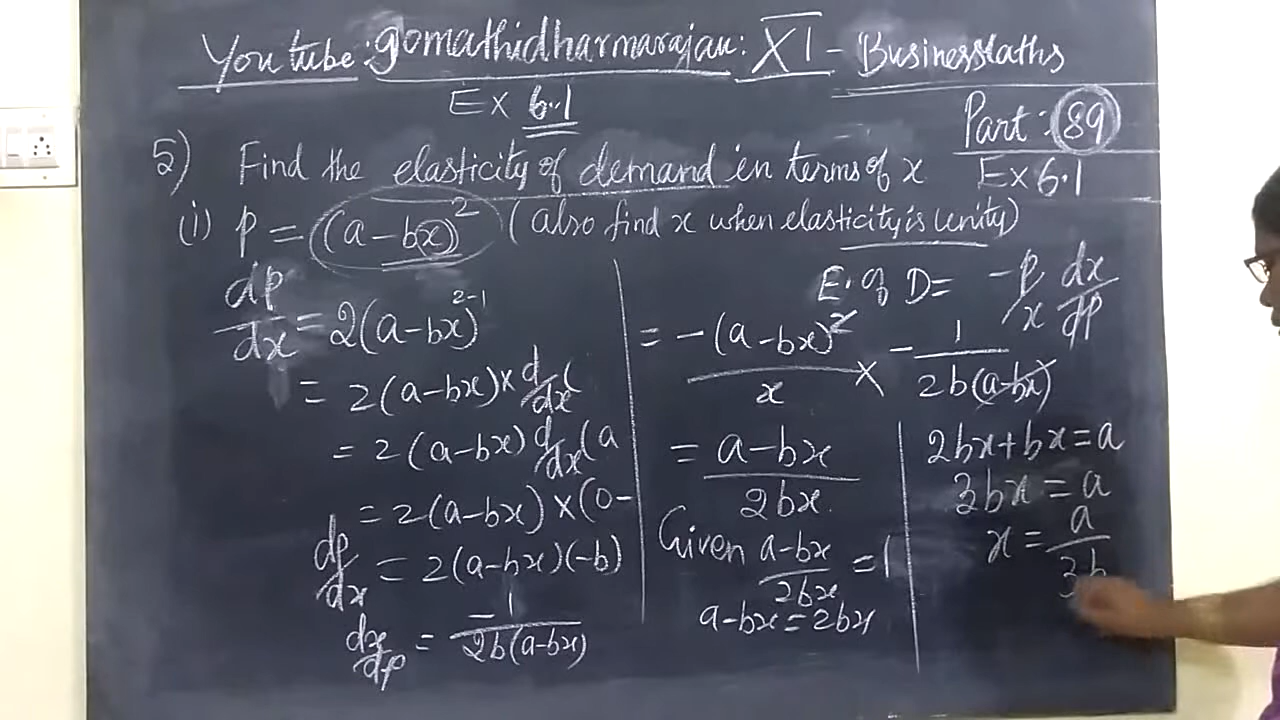 Youtube: gomathidharmarajan: XI - BusinessMaths
Ex 6.1
Part: 89
Ex 6.1
5) Find the elasticity of demand in terms of x
(i) p = (a-bx)² (also find x when elasticity is unity)
dp/dx = 2(a-bx)²⁻¹
= 2(a-bx) × d/dx (
= 2(a-bx) d/dx (a
= 2(a-bx) × (0-
dp/dx = 2(a-bx)(-b)
dx/dp = -1/2b(a-bx)
E. of D = -p/x dx/dp
= -(a-bx)²/x × -1/2b(a-bx)
= a-bx/2bx.
Given a-bx/2bx = 1
a-bx = 2bx
2bx+bx = a
3bx = a
x = a/3b